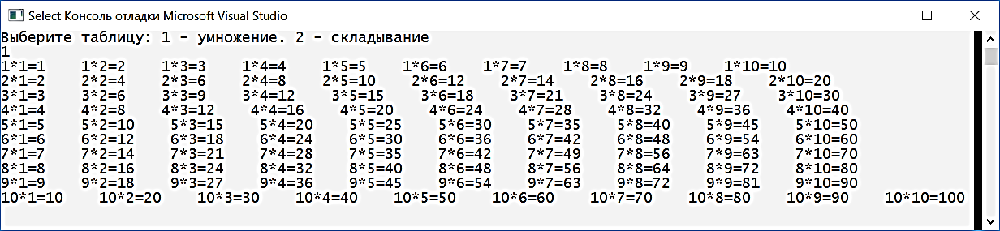 Select Консоль отладки Microsoft Visual Studio
Выберите таблицу: 1 - умножение. 2 - складывание
1
1*1=1    1*2=2    1*3=3    1*4=4    1*5=5    1*6=6    1*7=7    1*8=8    1*9=9    1*10=10
2*1=2    2*2=4    2*3=6    2*4=8    2*5=10    2*6=12    2*7=14    2*8=16    2*9=18    2*10=20
3*1=3    3*2=6    3*3=9    3*4=12    3*5=15    3*6=18    3*7=21    3*8=24    3*9=27    3*10=30
4*1=4    4*2=8    4*3=12    4*4=16    4*5=20    4*6=24    4*7=28    4*8=32    4*9=36    4*10=40
5*1=5    5*2=10    5*3=15    5*4=20    5*5=25    5*6=30    5*7=35    5*8=40    5*9=45    5*10=50
6*1=6    6*2=12    6*3=18    6*4=24    6*5=30    6*6=36    6*7=42    6*8=48    6*9=54    6*10=60
7*1=7    7*2=14    7*3=21    7*4=28    7*5=35    7*6=42    7*7=49    7*8=56    7*9=63    7*10=70
8*1=8    8*2=16    8*3=24    8*4=32    8*5=40    8*6=48    8*7=56    8*8=64    8*9=72    8*10=80
9*1=9    9*2=18    9*3=27    9*4=36    9*5=45    9*6=54    9*7=63    9*8=72    9*9=81    9*10=90
10*1=10    10*2=20    10*3=30    10*4=40    10*5=50    10*6=60    10*7=70    10*8=80    10*9=90    10*10=100